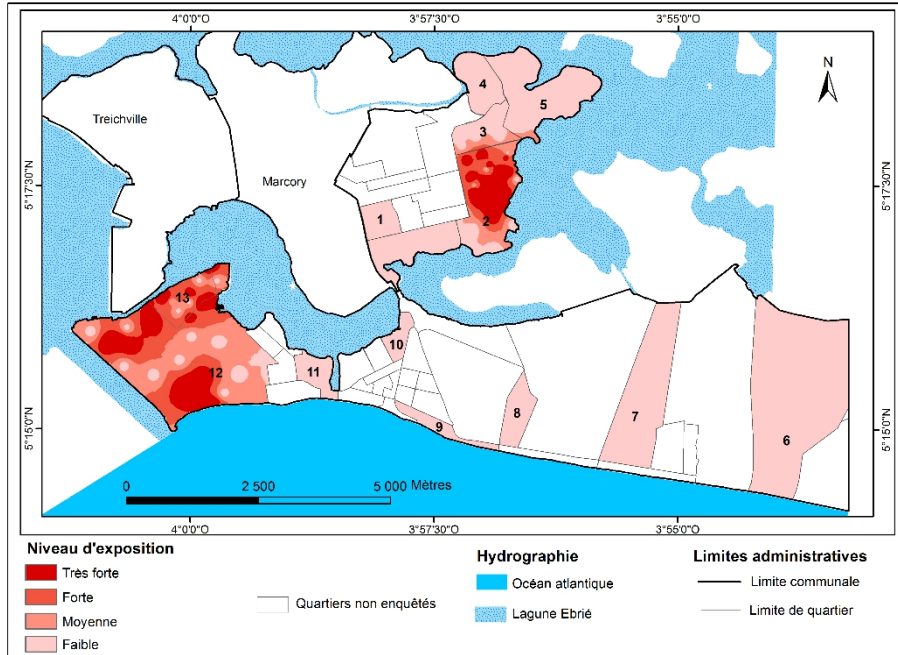 4°0'0"O 3°57'30"O 3°55'0"O
N
5°17'30"N 5°17'30"N
5°15'0"N 5°15'0"N
Treichville
Marcory
4
5
3
1
2
13
12
11
10
9
8
7
6
0 2 500 5 000 Mètres
4°0'0"O 3°57'30"O 3°55'0"O
Niveau d'exposition
Très forte
Forte
Moyenne
Faible
Quartiers non enquêtés
Hydrographie
Océan atlantique
Lagune Ebrié
Limites administratives
Limite communale
Limite de quartier